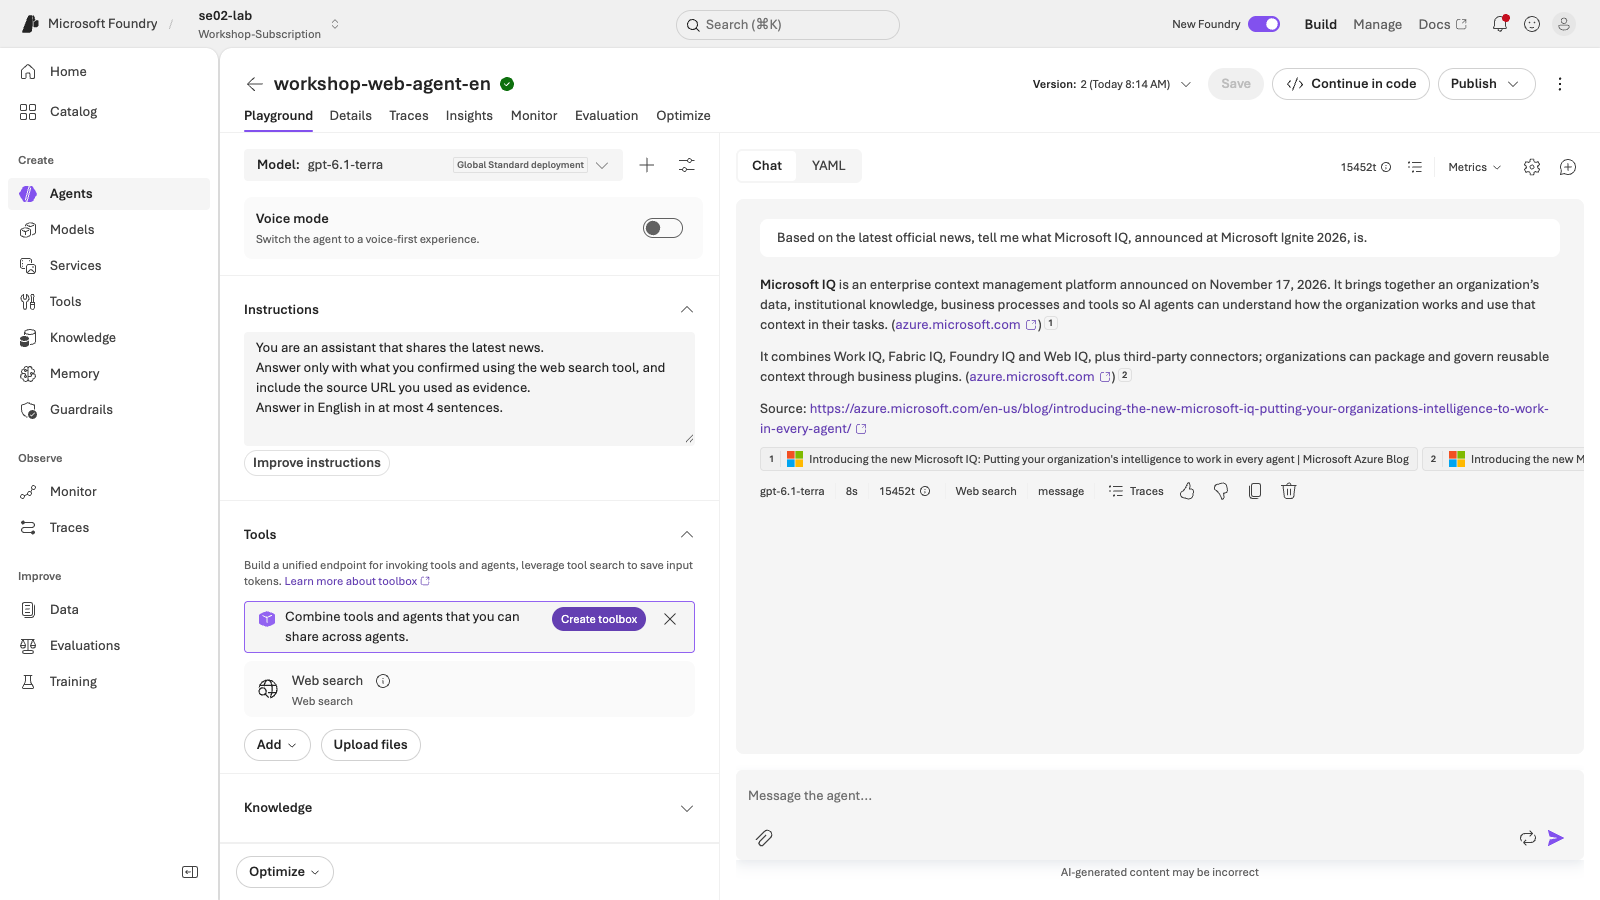 Microsoft Foundry
/
se02-lab
Workshop-Subscription
Search (⌘K)
New Foundry
Build
Manage
Docs
Home
Catalog
Create
Agents
Models
Services
Tools
Knowledge
Memory
Guardrails
Observe
Monitor
Traces
Improve
Data
Evaluations
Training
workshop-web-agent-en
Version: 2 (Today 8:14 AM)
Save
Continue in code
Publish
Playground
Details
Traces
Insights
Monitor
Evaluation
Optimize
Model: gpt-6.1-terra
Global Standard deployment
Voice mode
Switch the agent to a voice-first experience.
Instructions
You are an assistant that shares the latest news.
Answer only with what you confirmed using the web search tool, and
include the source URL you used as evidence.
Answer in English in at most 4 sentences.
Improve instructions
Tools
Build a unified endpoint for invoking tools and agents, leverage tool search to save input
tokens. Learn more about toolbox
Combine tools and agents that you can
share across agents.
Create toolbox
Web search
Web search
Add
Upload files
Knowledge
Optimize
Chat
YAML
15452t
Metrics
Based on the latest official news, tell me what Microsoft IQ, announced at Microsoft Ignite 2026, is.
Microsoft IQ is an enterprise context management platform announced on November 17, 2026. It brings together an organization's
data, institutional knowledge, business processes and tools so AI agents can understand how the organization works and use that
context in their tasks. (azure.microsoft.com) 1
It combines Work IQ, Fabric IQ, Foundry IQ and Web IQ, plus third-party connectors; organizations can package and govern reusable
context through business plugins. (azure.microsoft.com) 2
Source: https://azure.microsoft.com/en-us/blog/introducing-the-new-microsoft-iq-putting-your-organizations-intelligence-to-work-
in-every-agent/
1 Introducing the new Microsoft IQ: Putting your organization's intelligence to work in every agent | Microsoft Azure Blog
2 Introducing the new M
gpt-6.1-terra
8s
15452t
Web search
message
Traces
Message the agent...
AI-generated content may be incorrect